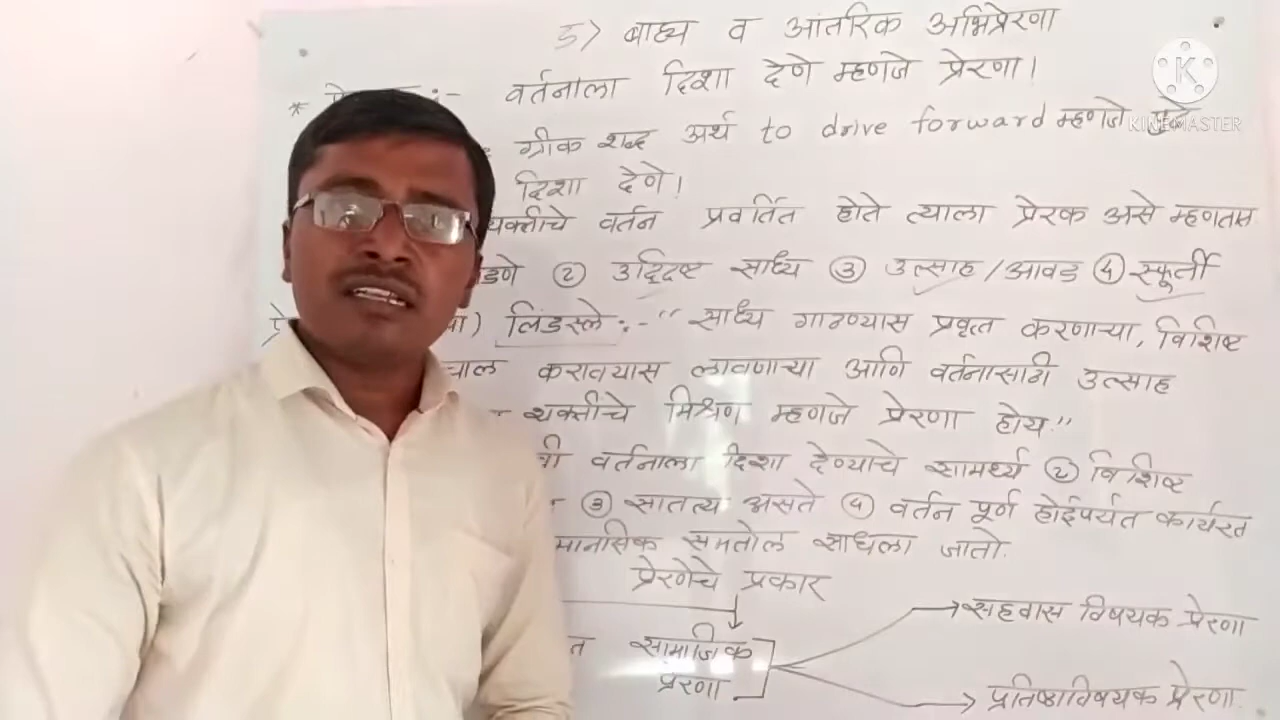 ड) बाह्य व आंतरिक अभिप्रेरणा
* :- वर्तनाला दिशा देणे म्हणजे प्रेरणा।
ग्रीक शब्द अर्थ to drive forward म्हणजे पुढे
दिशा देणे।
वर्तन प्रवर्तित होते त्याला प्रेरक असे म्हणतात
② उद्दिष्ट साध्य ③ उत्साह/आवड ④ स्फूर्ती
लिंडस्ले :- "साध्य गाठण्यास प्रवृत्त करणाऱ्या, विशिष्ट
करावयास लावणाऱ्या आणि वर्तनासाठी उत्साह
शक्तीचे मिश्रण म्हणजे प्रेरणा होय."
वर्तनाला दिशा देण्याचे सामर्थ्य ② विशिष्ट
③ सातत्य असते ④ वर्तन पूर्ण होईपर्यंत कार्यरत
मानसिक समतोल साधला जातो.
प्रेरणेचे प्रकार
सामाजिक प्रेरणा
सहवास विषयक प्रेरणा
प्रतिष्ठाविषयक प्रेरणा
K
KINEMASTER